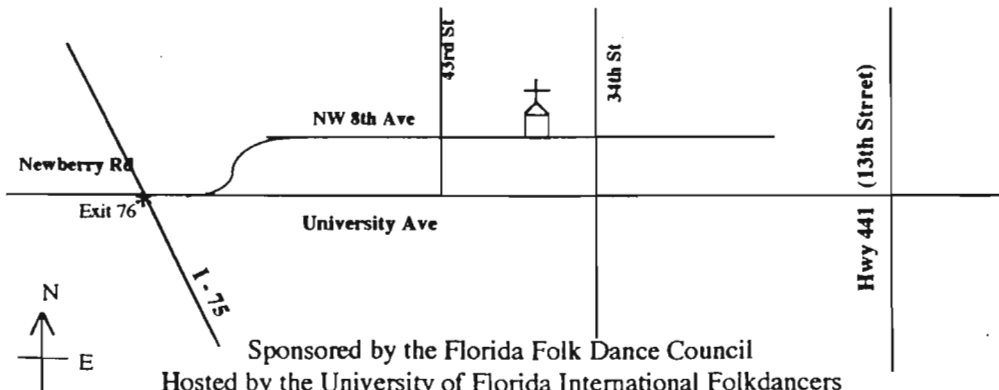 43rd St
34th St
(13th Strret)
NW 8th Ave
Newberry Rd
Exit 76
University Ave
Hwy 441
I - 75
N
E
Sponsored by the Florida Folk Dance Council
Hosted by the University of Florida International Folkdancers